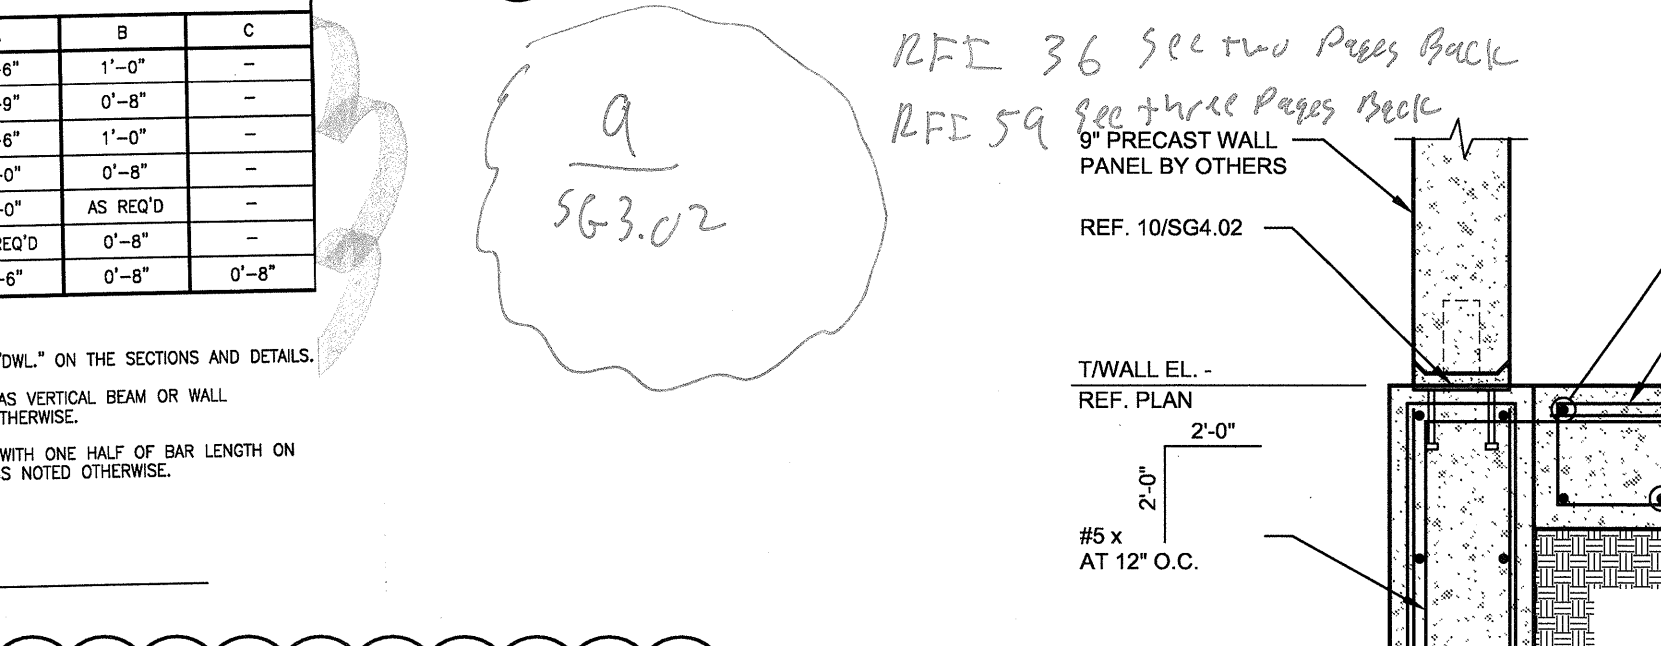 B C
-6" 1'-0" –
-9" 0'-8" –
-6" 1'-0" –
-0" 0'-8" –
-0" AS REQ'D –
REQ'D 0'-8" –
-6" 0'-8" 0'-8"
"DWL." ON THE SECTIONS AND DETAILS.
AS VERTICAL BEAM OR WALL
THERWISE.
WITH ONE HALF OF BAR LENGTH ON
S NOTED OTHERWISE.
9
SG3.02
RFI 36 See two Pages Back
RFI 59 See three Pages Back
9" PRECAST WALL
PANEL BY OTHERS
REF. 10/SG4.02
T/WALL EL. -
REF. PLAN
2'-0"
2'-0"
#5 x
AT 12" O.C.